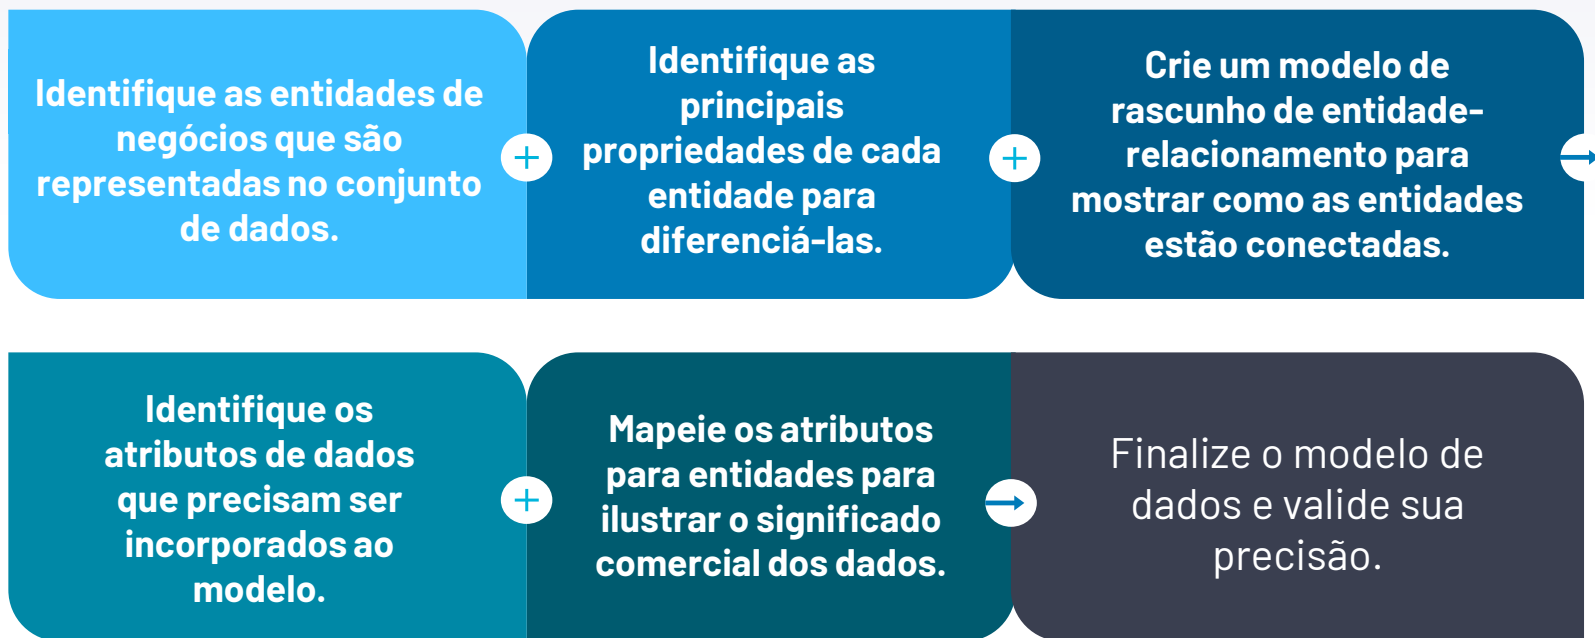 Identifique as entidades de
negócios que são
representadas no conjunto
de dados.
Identifique as
principais
propriedades de cada
entidade para
diferenciá-las.
Crie um modelo de
rascunho de entidade-
relacionamento para
mostrar como as entidades
estão conectadas.
Identifique os
atributos de dados
que precisam ser
incorporados ao
modelo.
Mapeie os atributos
para entidades para
ilustrar o significado
comercial dos dados.
Finalize o modelo de
dados e valide sua
precisão.